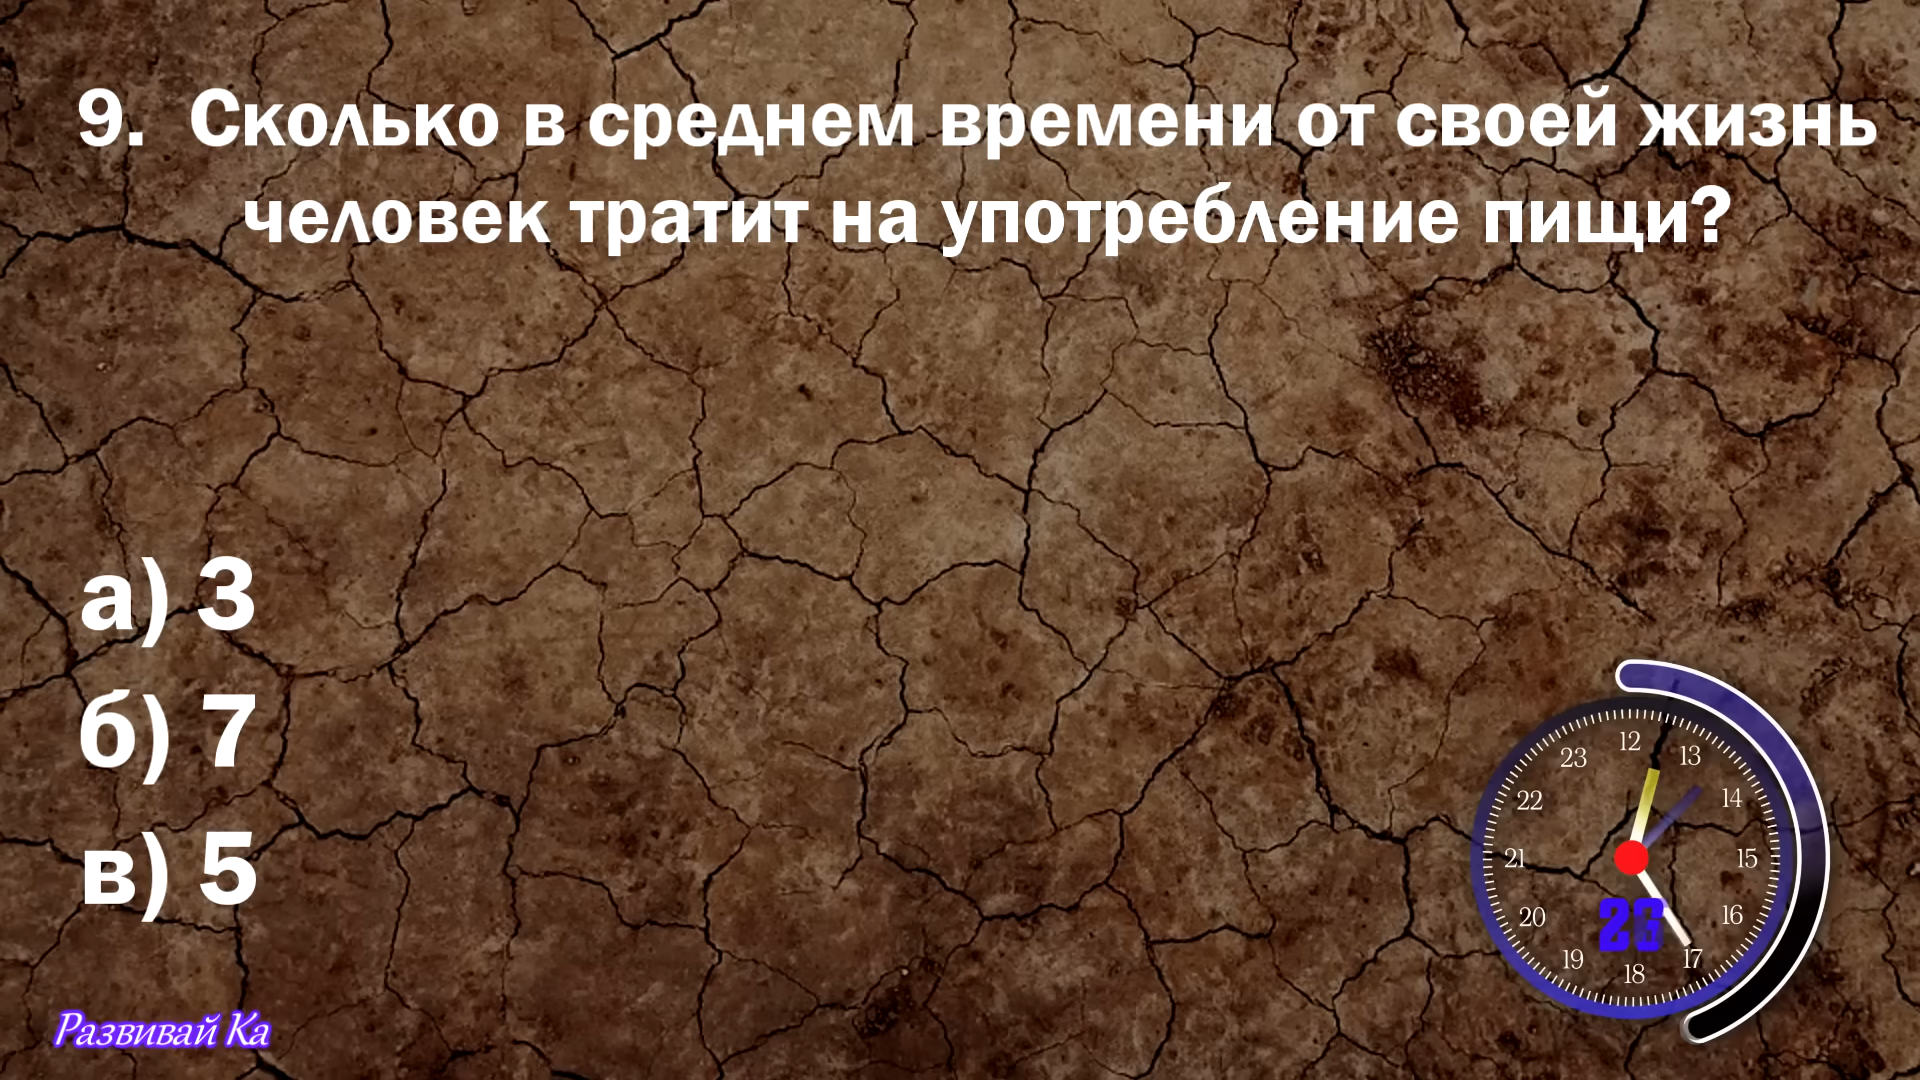 9. Сколько в среднем времени от своей жизнь
человек тратит на употребление пищи?
а) 3
б) 7
в) 5
12
13
14
15
16
17
18
19
20
21
22
23
Развивай Ка